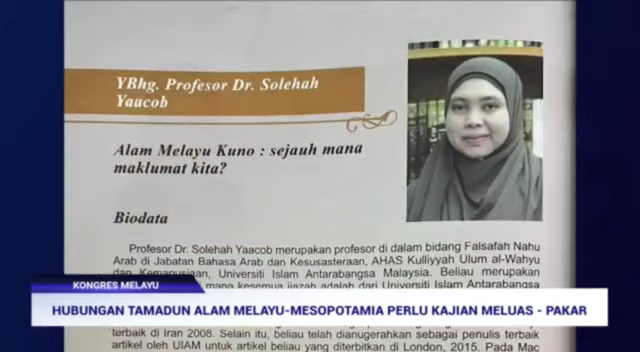 YBhg. Profesor Dr. Solehah
Yaacob
Alam Melayu Kuno : sejauh mana
maklumat kita?
Biodata
Profesor Dr. Solehah Yaacob merupakan profesor di dalam bidang Falsafah Nahu
Arab di Jabatan Bahasa Arab dan Kesusasteraan, AHAS Kulliyyah Ulum al-Wahyu
dan Kemanusiaan, Universiti Islam Antarabangsa Malaysia. Beliau merupakan
mana kesemua ijazah adalah dari Universiti Islam Antarabangsa
KONGRES MELAYU
HUBUNGAN TAMADUN ALAM MELAYU-MESOPOTAMIA PERLU KAJIAN MELUAS - PAKAR
terbaik di Iran 2008. Selain itu, beliau telah dianugerahkan sebagai penulis terbaik
artikel oleh UIAM untuk artikel beliau yang diterbitkan di London, 2015. Pada Mac